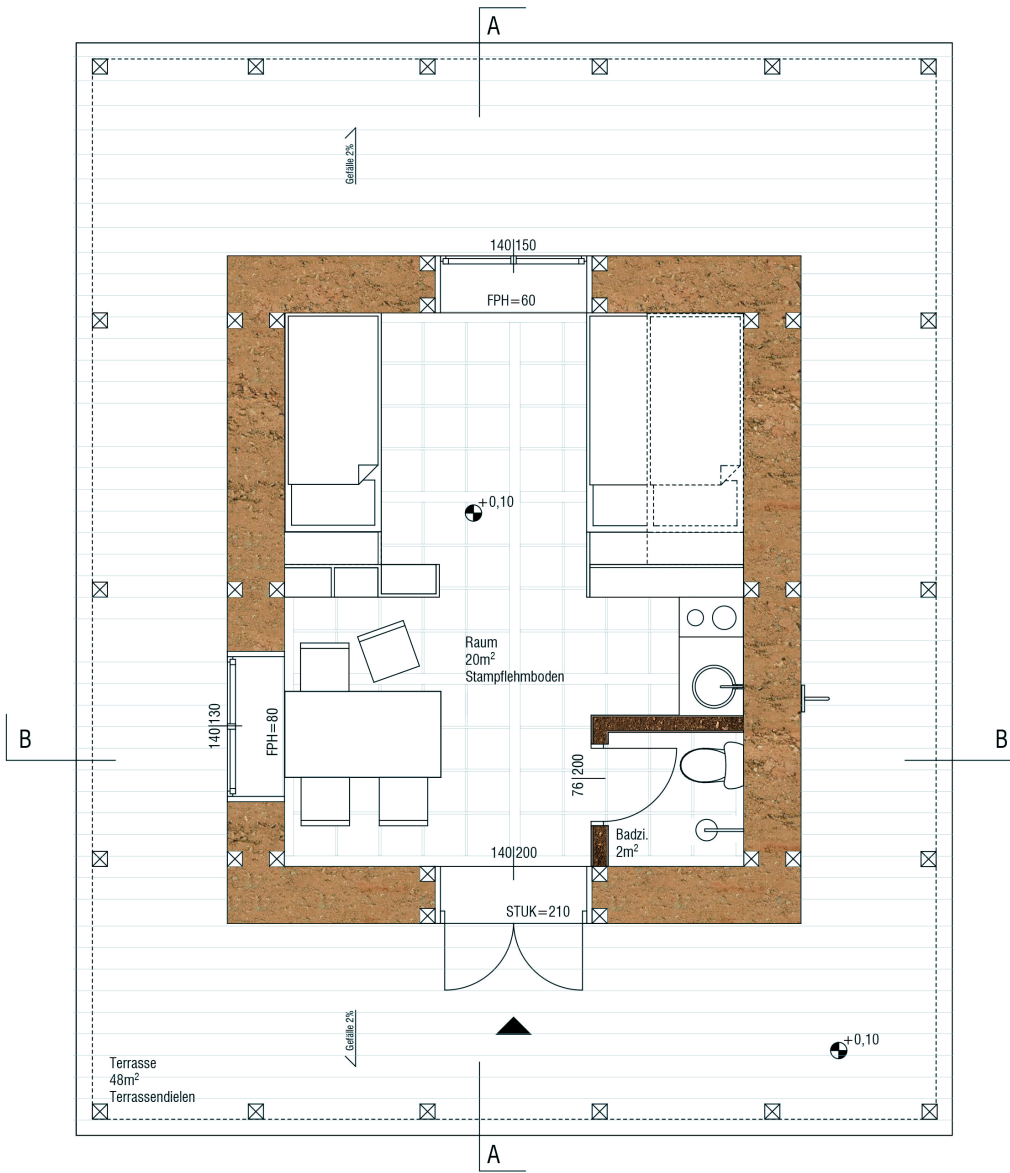 A
Gefälle 2%
140|150
FPH=60
+0,10
Raum
20m²
Stampflehmboden
140|130
FPH=80
B
B
76|200
Badzi.
2m²
140|200
STUK=210
Gefälle 2%
+0,10
Terrasse
48m²
Terrassendielen
A